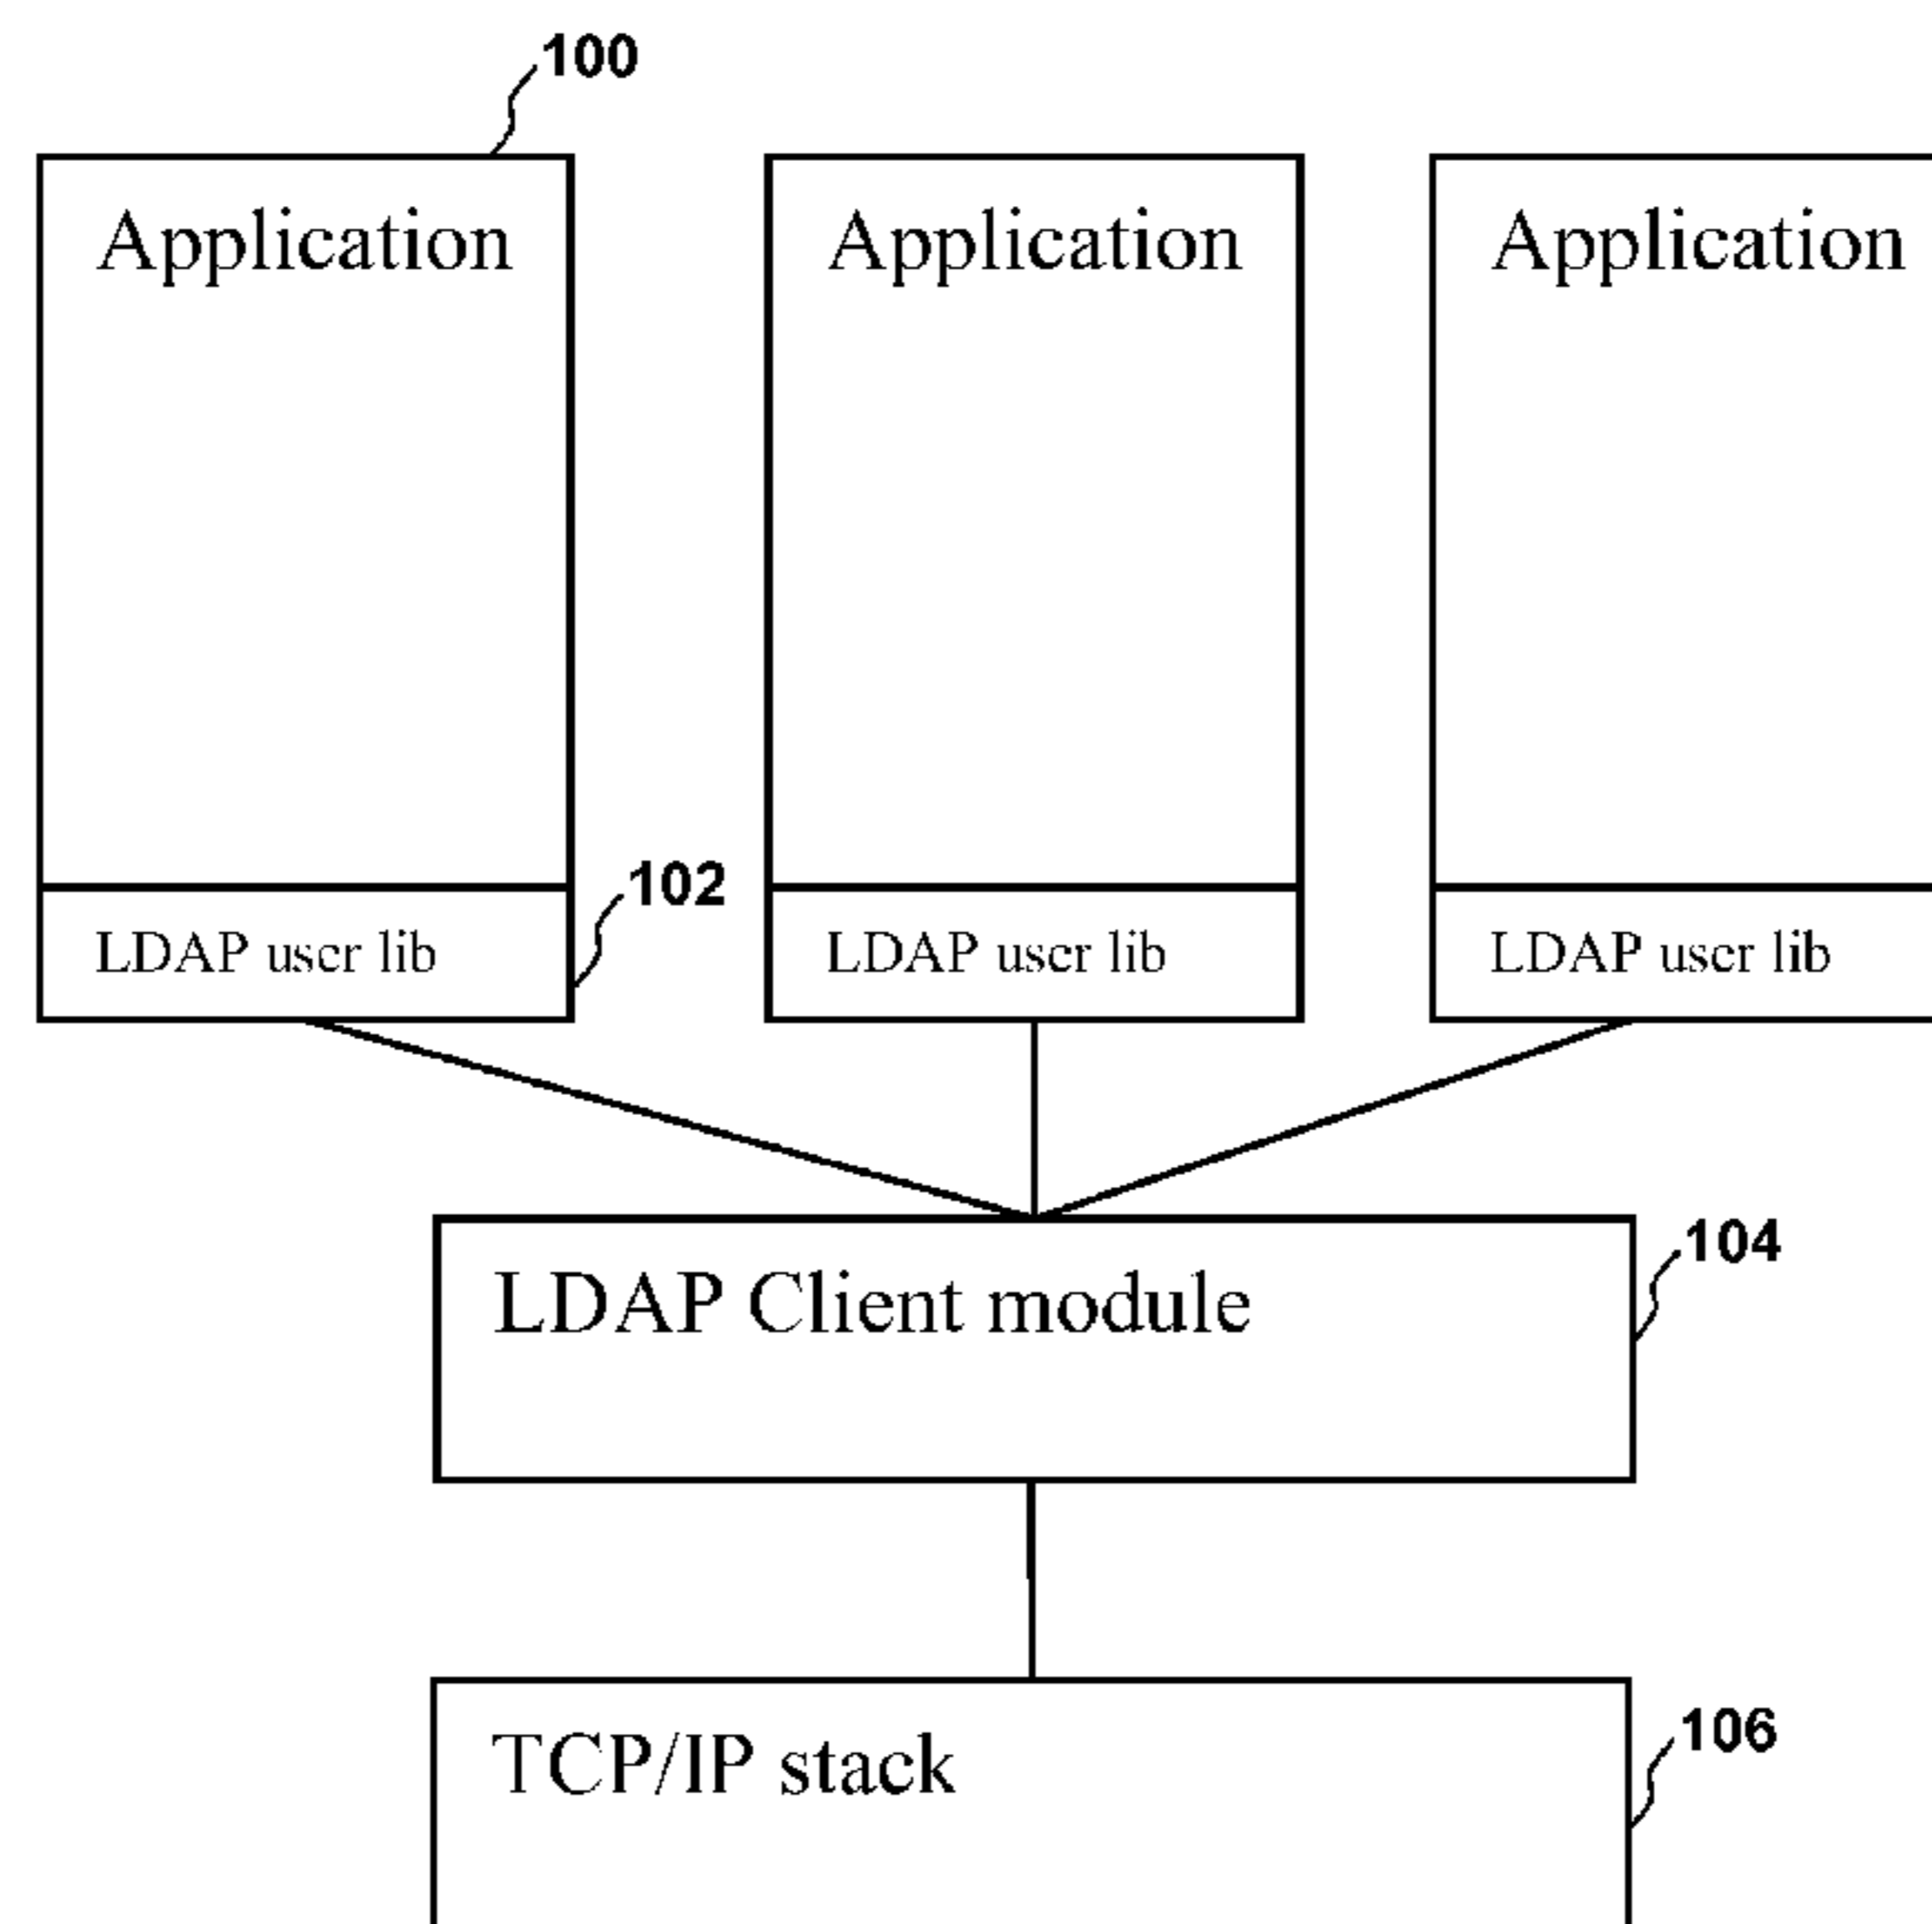 100
Application Application Application
102
LDAP user lib LDAP user lib LDAP user lib
104
LDAP Client module
106
TCP/IP stack